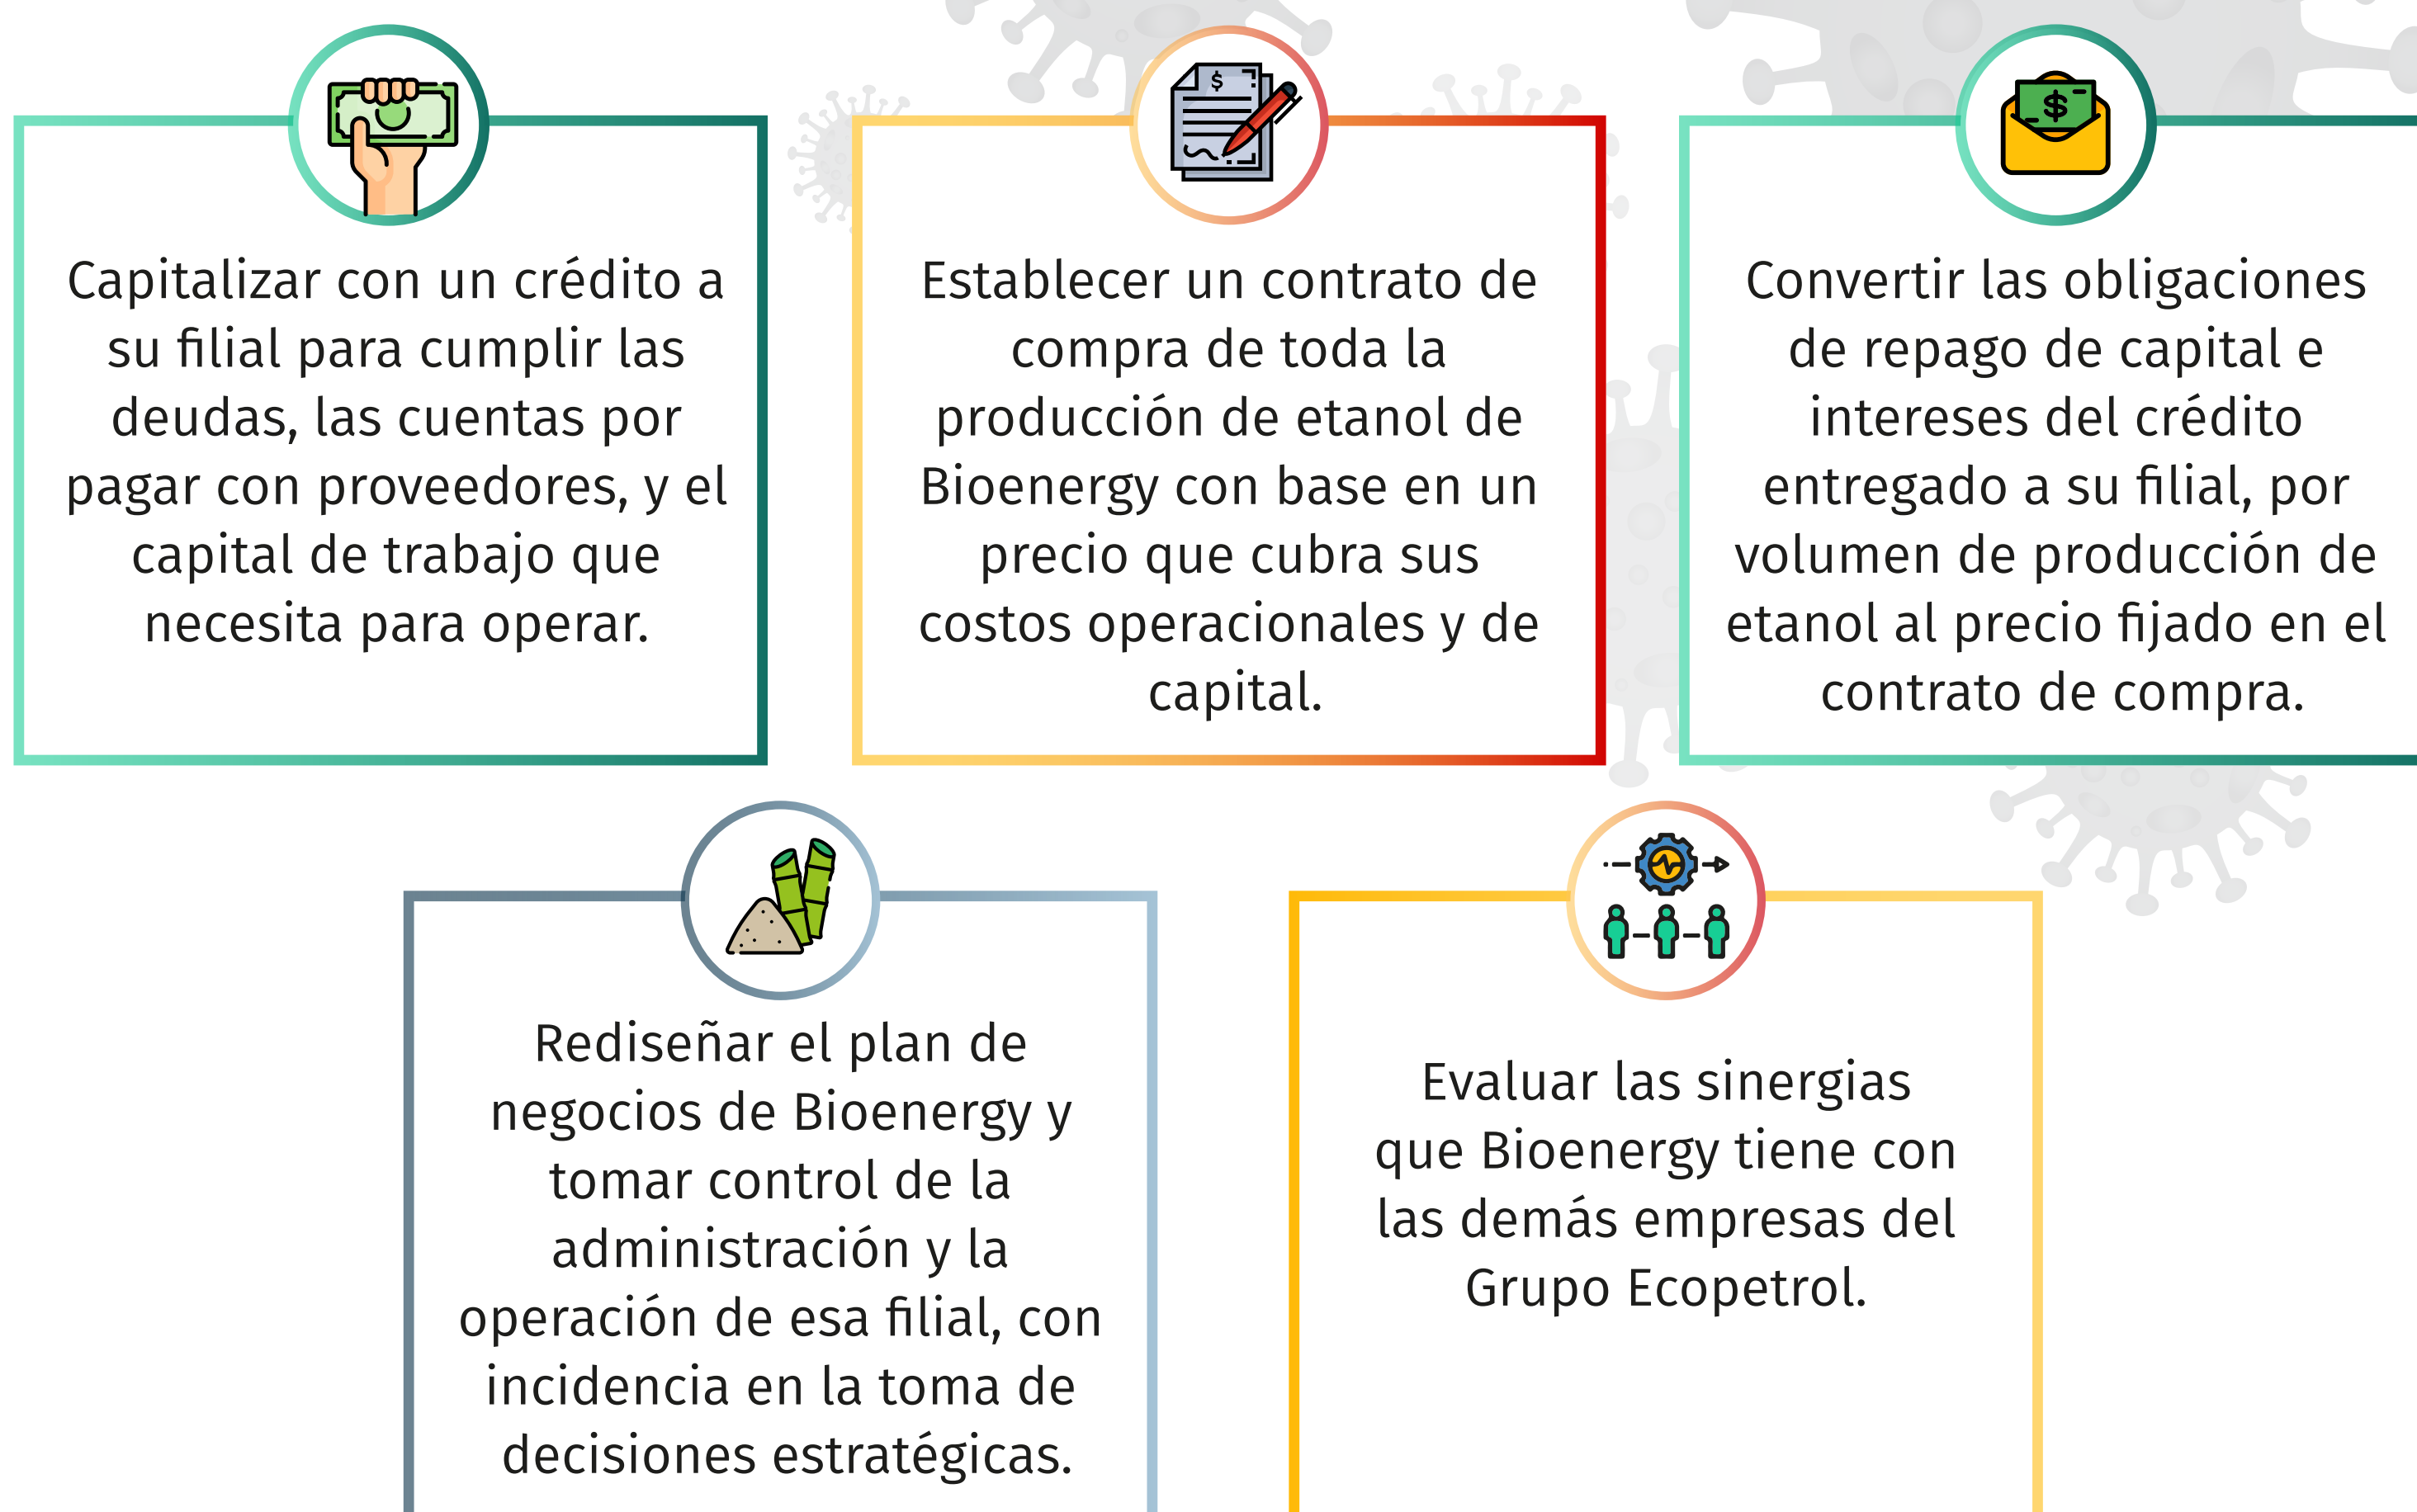 Capitalizar con un crédito a
su filial para cumplir las
deudas, las cuentas por
pagar con proveedores, y el
capital de trabajo que
necesita para operar.
Establecer un contrato de
compra de toda la
producción de etanol de
Bioenergy con base en un
precio que cubra sus
costos operacionales y de
capital.
Convertir las obligaciones
de repago de capital e
intereses del crédito
entregado a su filial, por
volumen de producción de
etanol al precio fijado en el
contrato de compra.
Rediseñar el plan de
negocios de Bioenergy y
tomar control de la
administración y la
operación de esa filial, con
incidencia en la toma de
decisiones estratégicas.
Evaluar las sinergias
que Bioenergy tiene con
las demás empresas del
Grupo Ecopetrol.